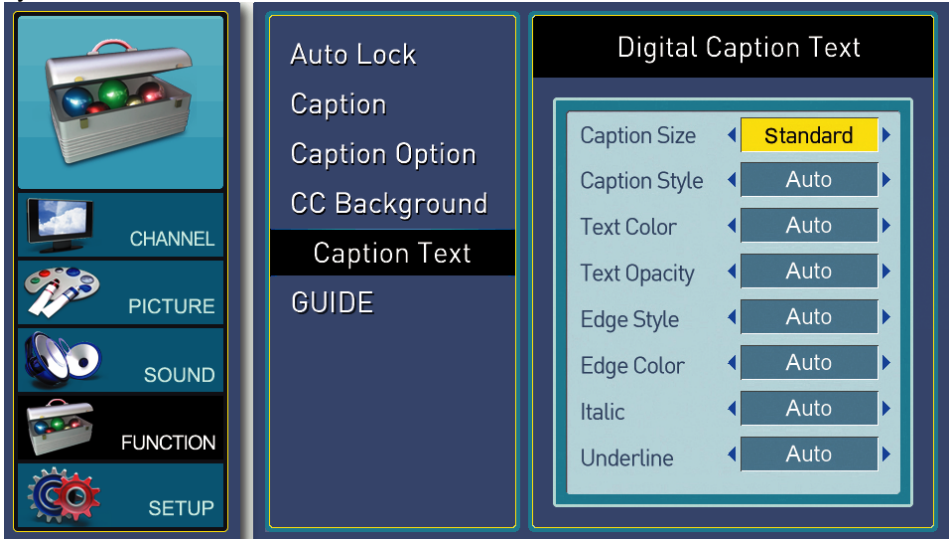 CHANNEL
PICTURE
SOUND
FUNCTION
SETUP
Auto Lock
Caption
Caption Option
CC Background
Caption Text
GUIDE
Digital Caption Text
Caption Size Standard
Caption Style Auto
Text Color Auto
Text Opacity Auto
Edge Style Auto
Edge Color Auto
Italic Auto
Underline Auto